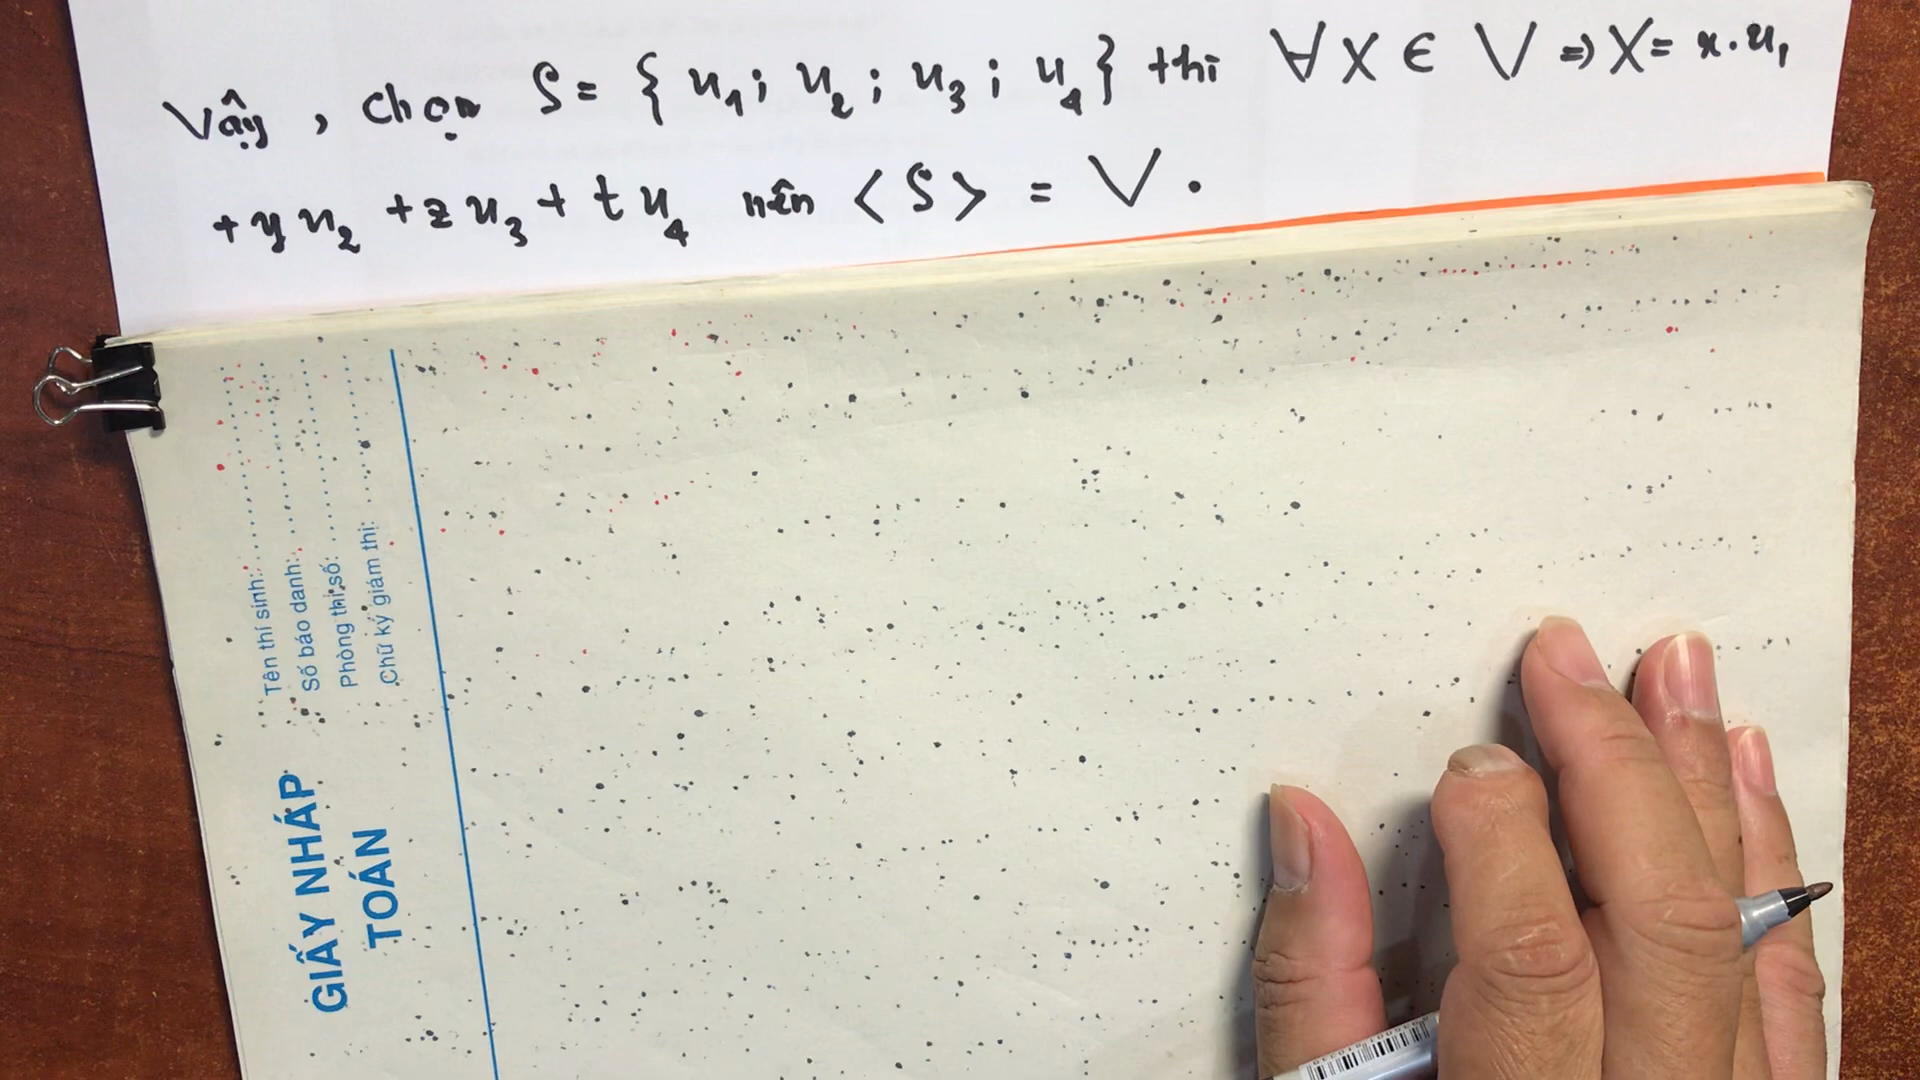 Vậy, chọn S = { u₁; u₂; u₃; u₄} thì ∀X ∈ V => X = x.u₁
+ y u₂ + z u₃ + t u₄ nên <S> = V.
Tên thí sinh:
Số báo danh:
Phòng thi số:
Chữ ký giám thị:
GIẤY NHÁP
TOÁN